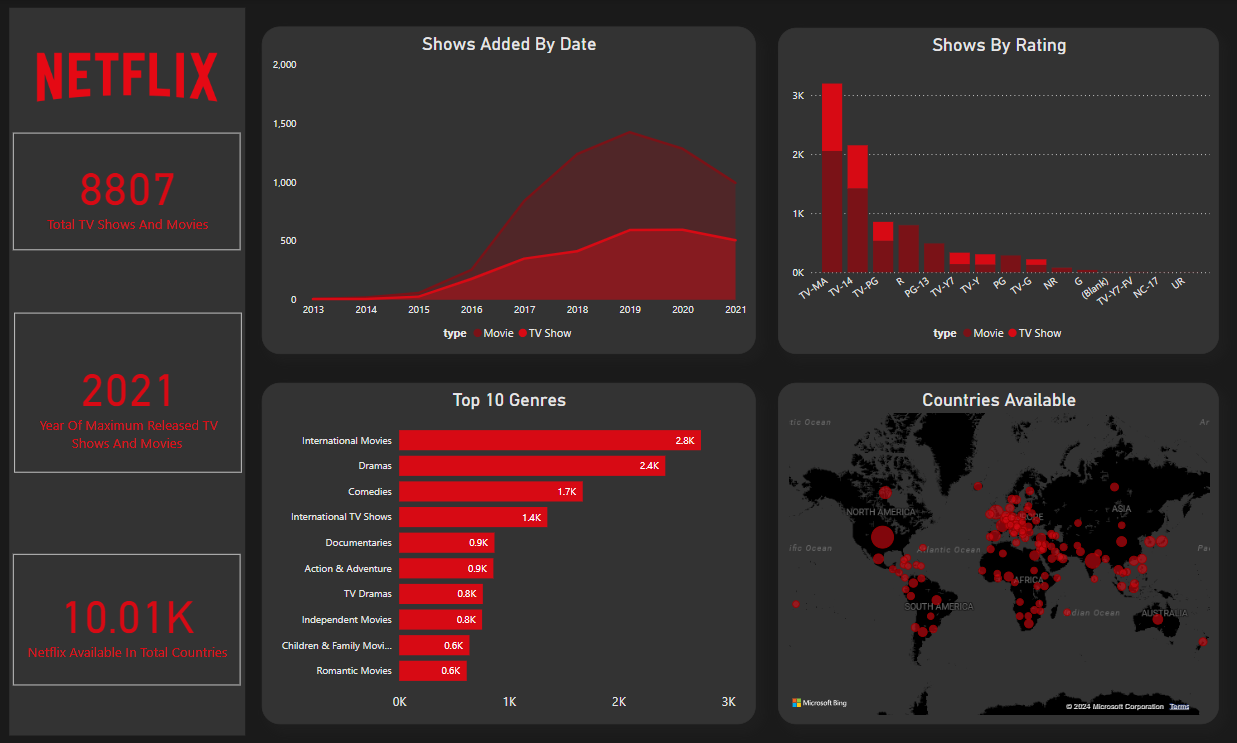 NETFLIX
8807
Total TV Shows And Movies
2021
Year Of Maximum Released TV
Shows And Movies
10.01K
Netflix Available In Total Countries
Shows Added By Date
2,000
1,500
1,000
500
0
2013 2014 2015 2016 2017 2018 2019 2020 2021
type Movie TV Show
Shows By Rating
3K
2K
1K
0K
TV-MA TV-14 TV-PG R PG-13 TV-Y7 TV-Y PG TV-G NR G (Blank) TV-Y7-FV NC-17 UR
type Movie TV Show
Top 10 Genres
International Movies 2.8K
Dramas 2.4K
Comedies 1.7K
International TV Shows 1.4K
Documentaries 0.9K
Action & Adventure 0.9K
TV Dramas 0.8K
Independent Movies 0.8K
Children & Family Movi... 0.6K
Romantic Movies 0.6K
0K 1K 2K 3K
Countries Available
tic Ocean Ar
NORTH AMERICA ASIA
ific Ocean Atlantic Ocean Pa
AFRICA
SOUTH AMERICA dian Ocean AUSTRALIA
Microsoft Bing
© 2024 Microsoft Corporation Terms